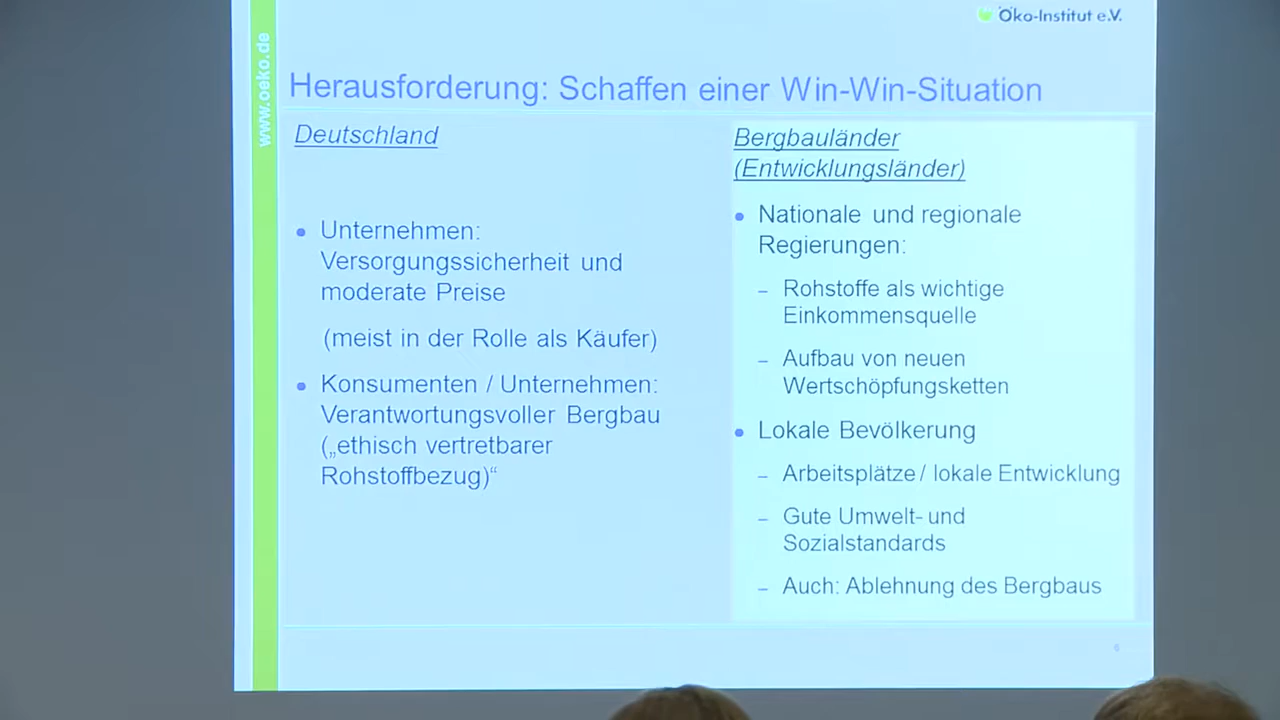 Öko-Institut e.V.
www.oeko.de
Herausforderung: Schaffen einer Win-Win-Situation
Deutschland
• Unternehmen:
Versorgungssicherheit und
moderate Preise
(meist in der Rolle als Käufer)
• Konsumenten / Unternehmen:
Verantwortungsvoller Bergbau
(„ethisch vertretbarer
Rohstoffbezug)“
Bergbauländer
(Entwicklungsländer)
• Nationale und regionale
Regierungen:
– Rohstoffe als wichtige
Einkommensquelle
– Aufbau von neuen
Wertschöpfungsketten
• Lokale Bevölkerung
– Arbeitsplätze / lokale Entwicklung
– Gute Umwelt- und
Sozialstandards
– Auch: Ablehnung des Bergbaus
6